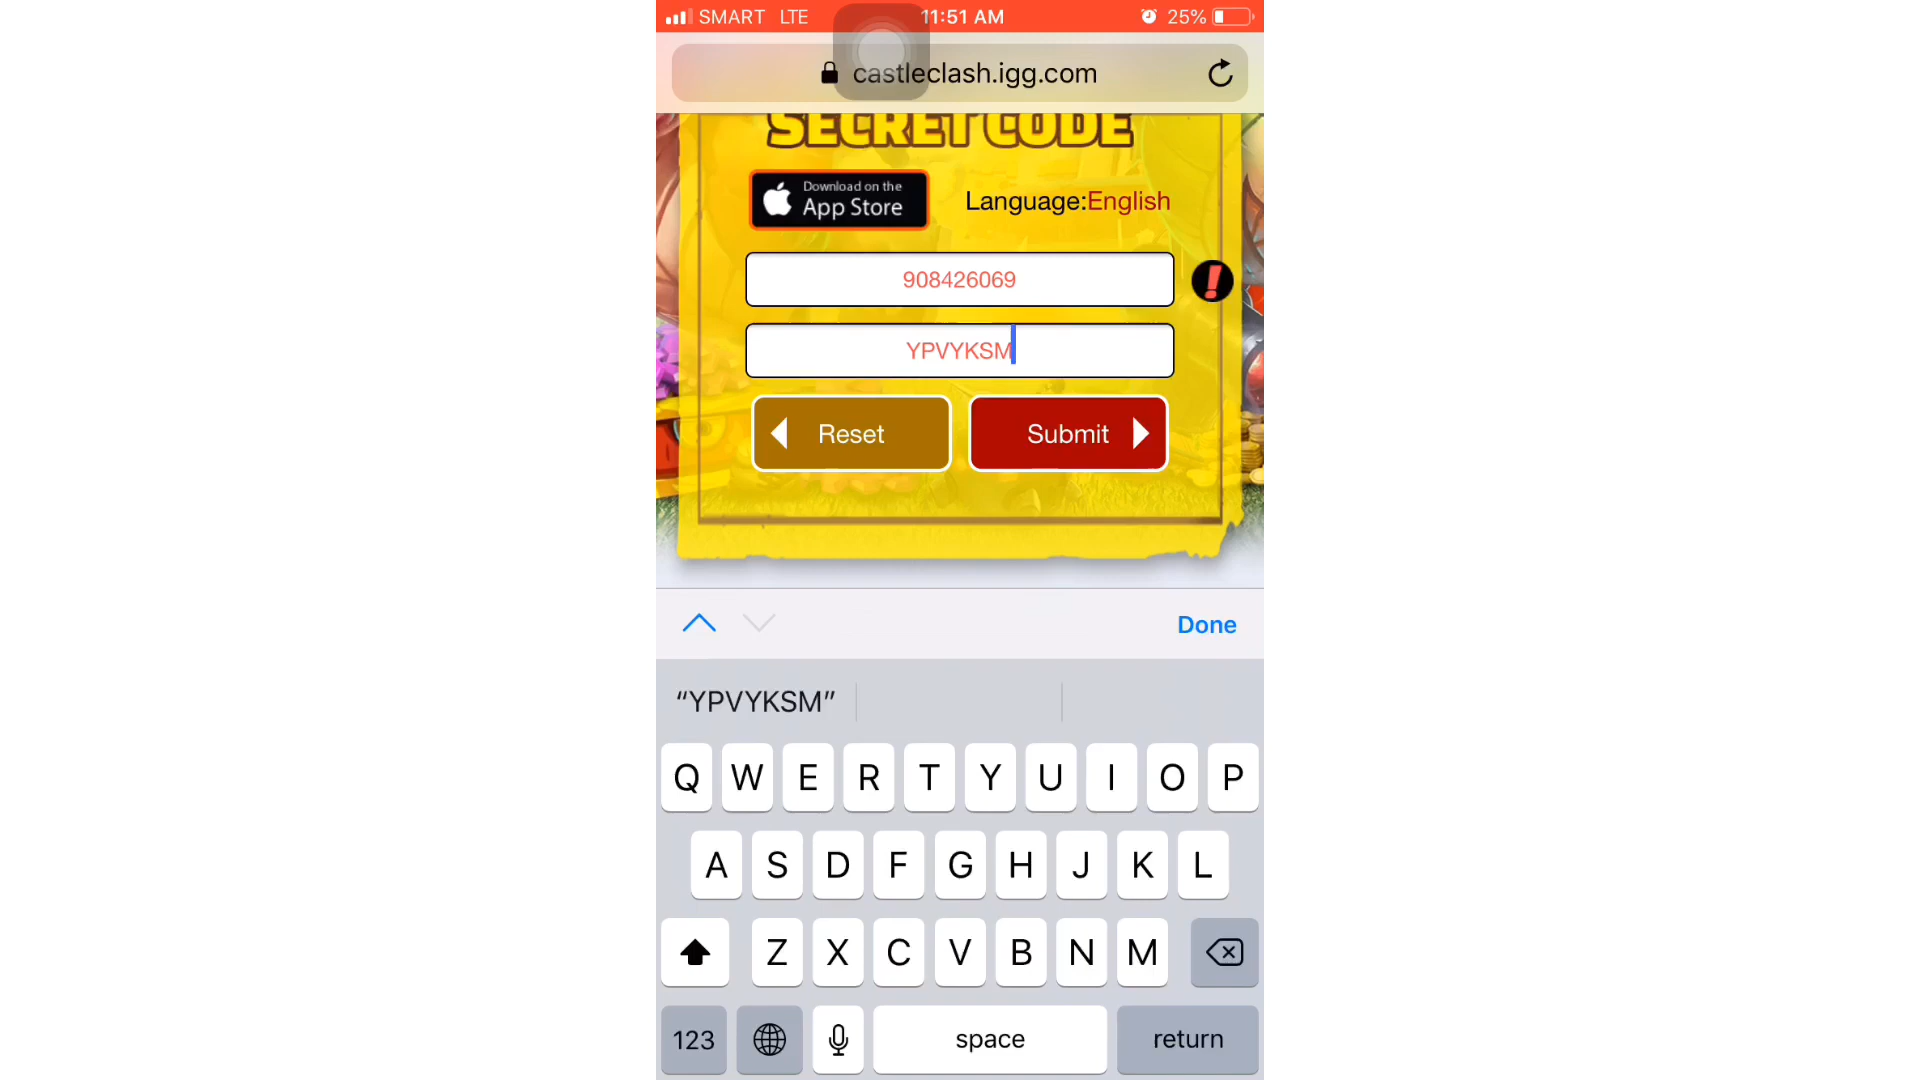 SMART LTE 11:51 AM 25%
castleclash.igg.com
SECRET CODE
Download on the
App Store
Language:English
908426069
YPVYKSM
Reset Submit
Done
“YPVYKSM”
Q W E R T Y U I O P
A S D F G H J K L
Z X C V B N M
123 space return